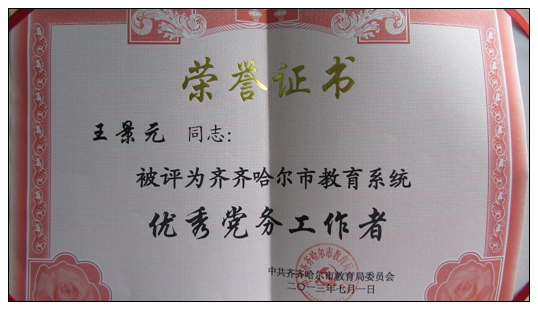 荣誉证书
王景元 同志:
被评为齐齐哈尔市教育系统
优秀党务工作者
中共齐齐哈尔市教育局委员会
二〇一三年七月一日